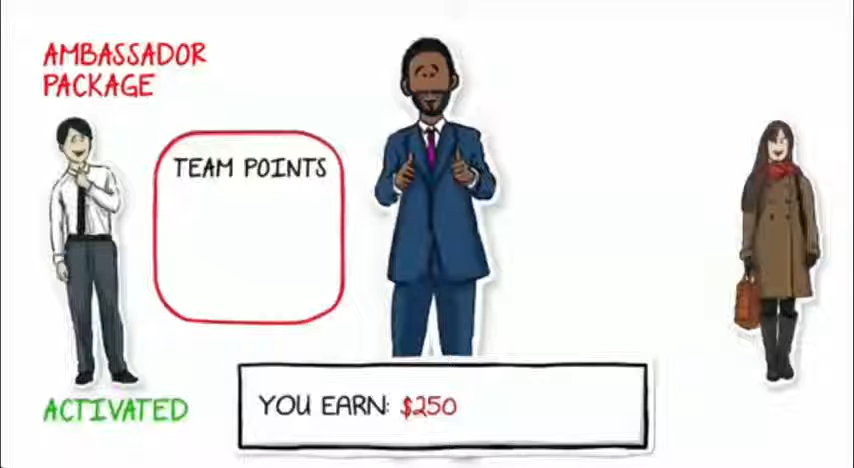 AMBASSADOR
PACKAGE
TEAM POINTS
ACTIVATED
YOU EARN: $250